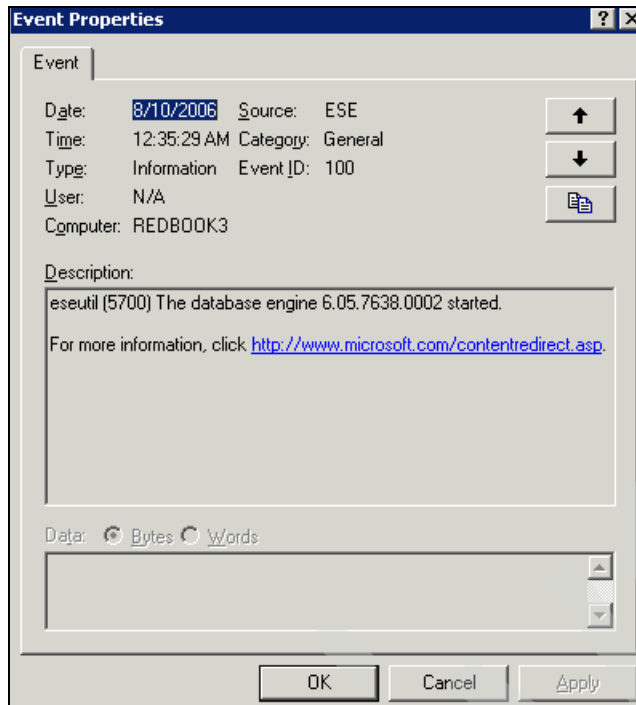 Event Properties
Event
Date: 8/10/2006 Source: ESE
Time: 12:35:29 AM Category: General
Type: Information Event ID: 100
User: N/A
Computer: REDBOOK3
Description:
eseutil (5700) The database engine 6.05.7638.0002 started.
For more information, click http://www.microsoft.com/contentredirect.asp.
Data: Bytes Words
OK Cancel Apply